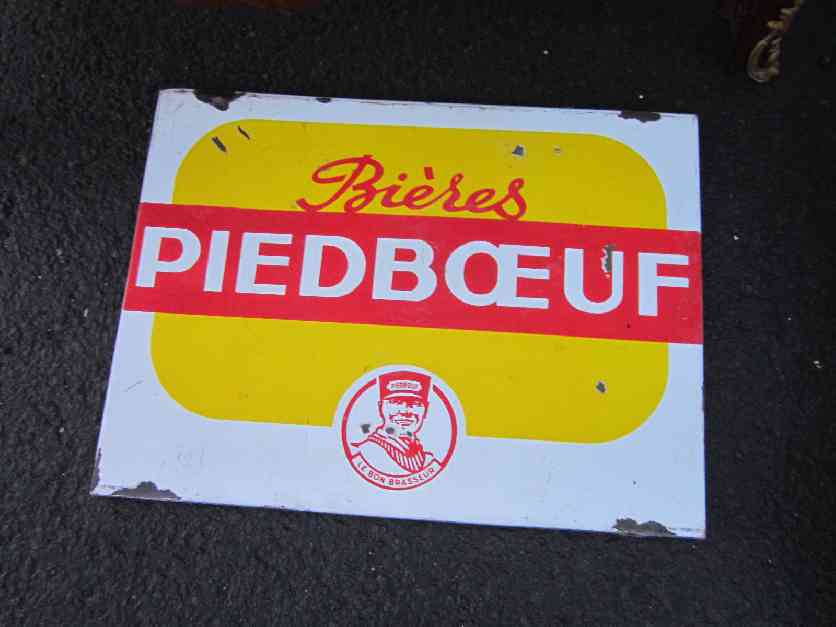 Bières
PIEDBŒUF
PIEDBŒUF
LE BON BRASSEUR